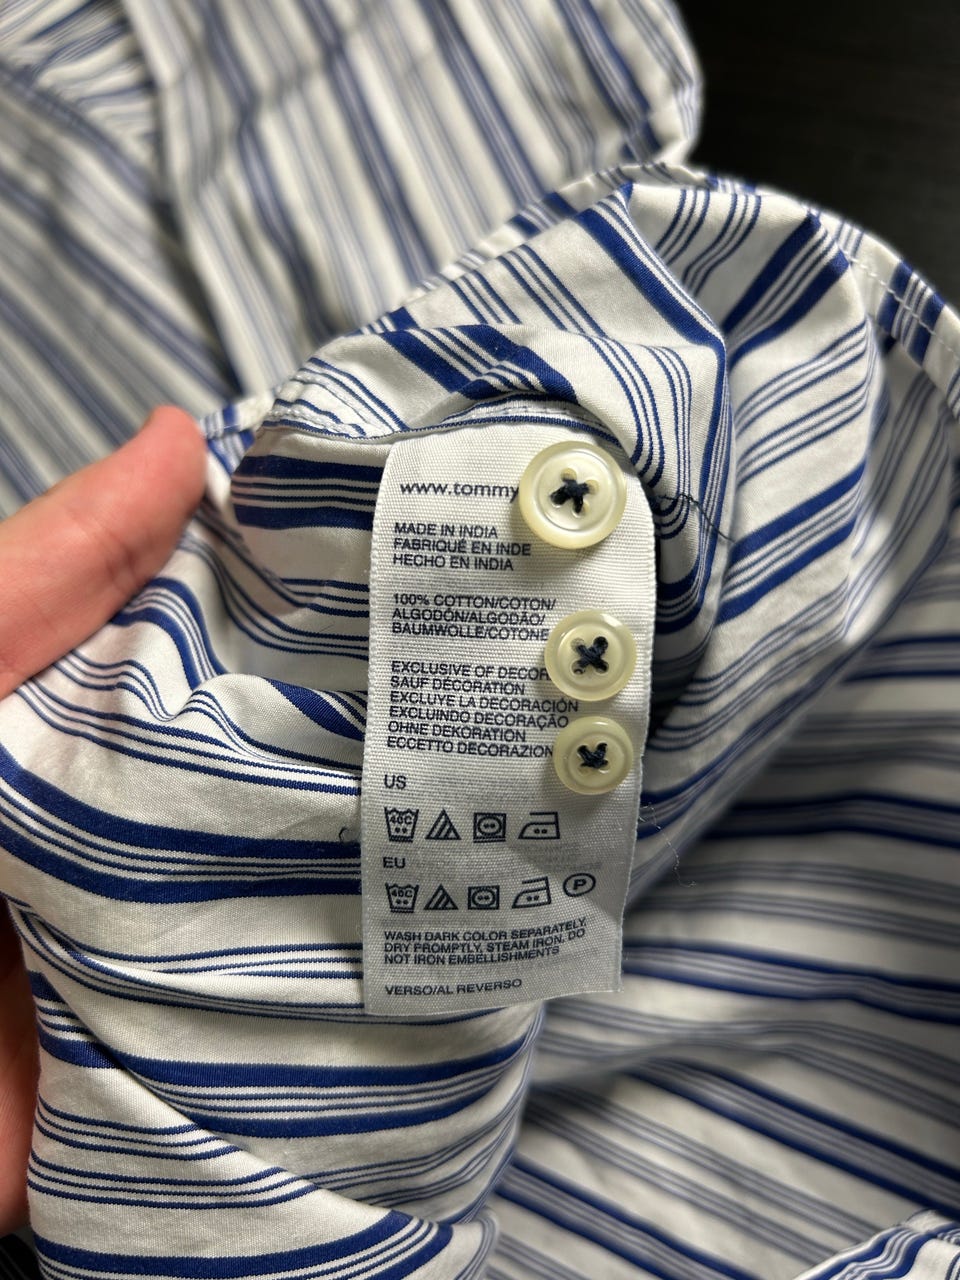 www.tommy
MADE IN INDIA
FABRIQUÉ EN INDE
HECHO EN INDIA
100% COTTON/COTON/
ALGODÓN/ALGODÃO/
BAUMWOLLE/COTONE
EXCLUSIVE OF DECOR
SAUF DÉCORATION
EXCLUYE LA DECORACIÓN
EXCLUINDO DECORAÇÃO
OHNE DEKORATION
ECCETTO DECORAZION
US
40C
EU
40C P
WASH DARK COLOR SEPARATELY,
DRY PROMPTLY, STEAM IRON, DO
NOT IRON EMBELLISHMENTS
VERSO/AL REVERSO